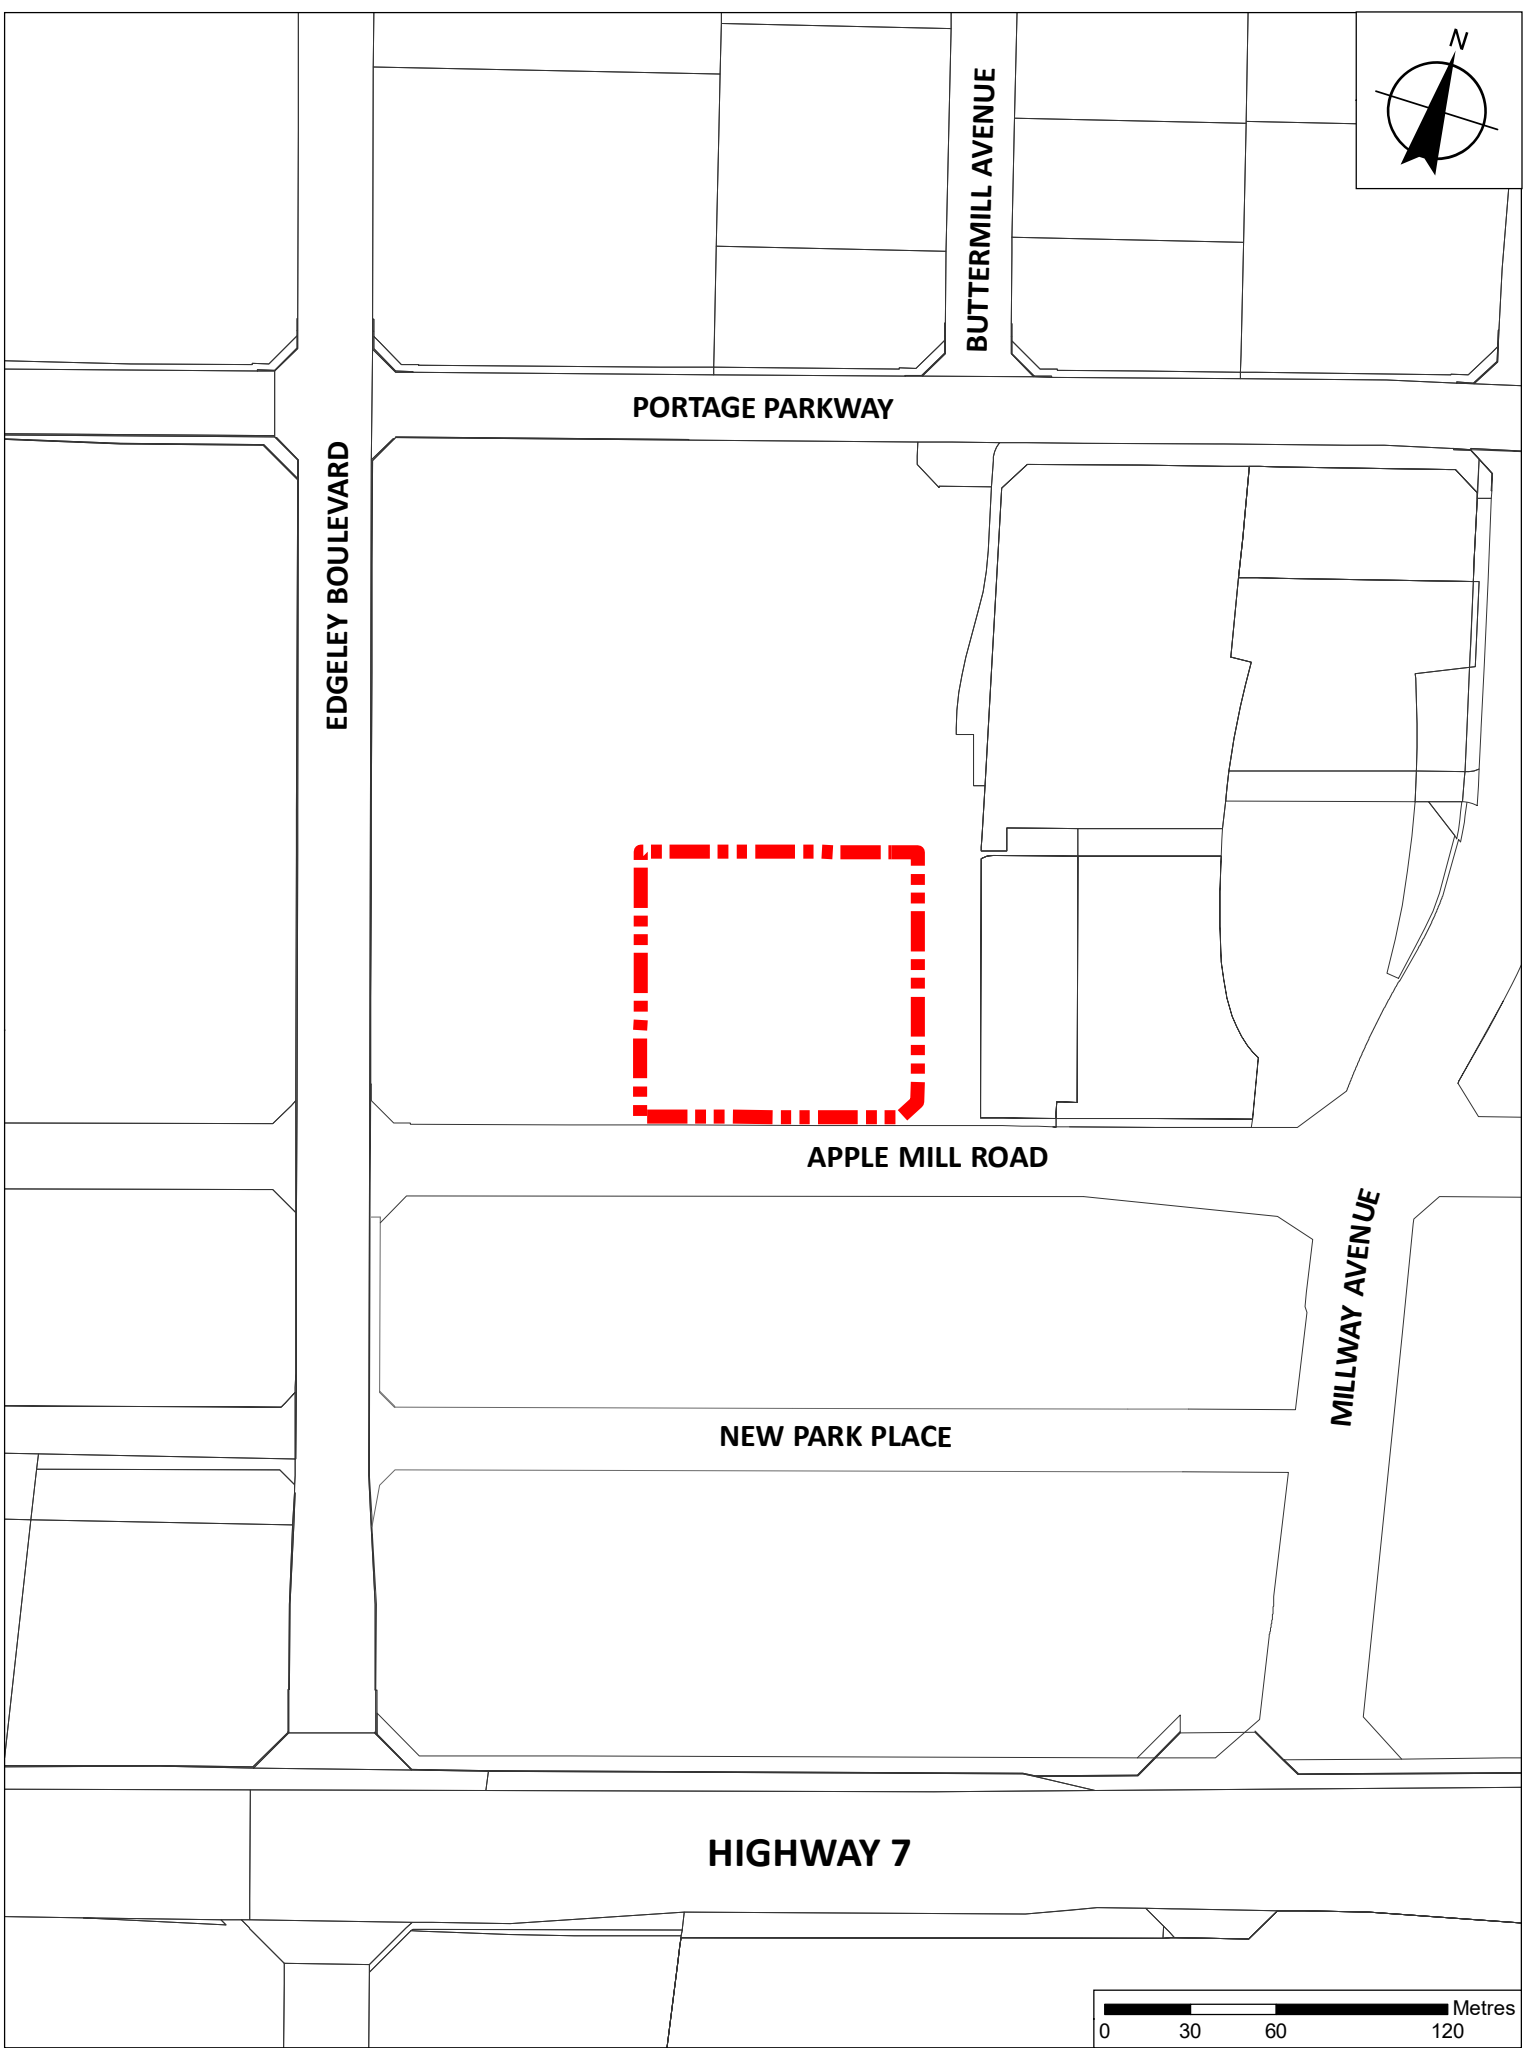 N
BUTTERMILL AVENUE
PORTAGE PARKWAY
EDGELEY BOULEVARD
APPLE MILL ROAD
MILLWAY AVENUE
NEW PARK PLACE
HIGHWAY 7
Metres
0 30 60 120